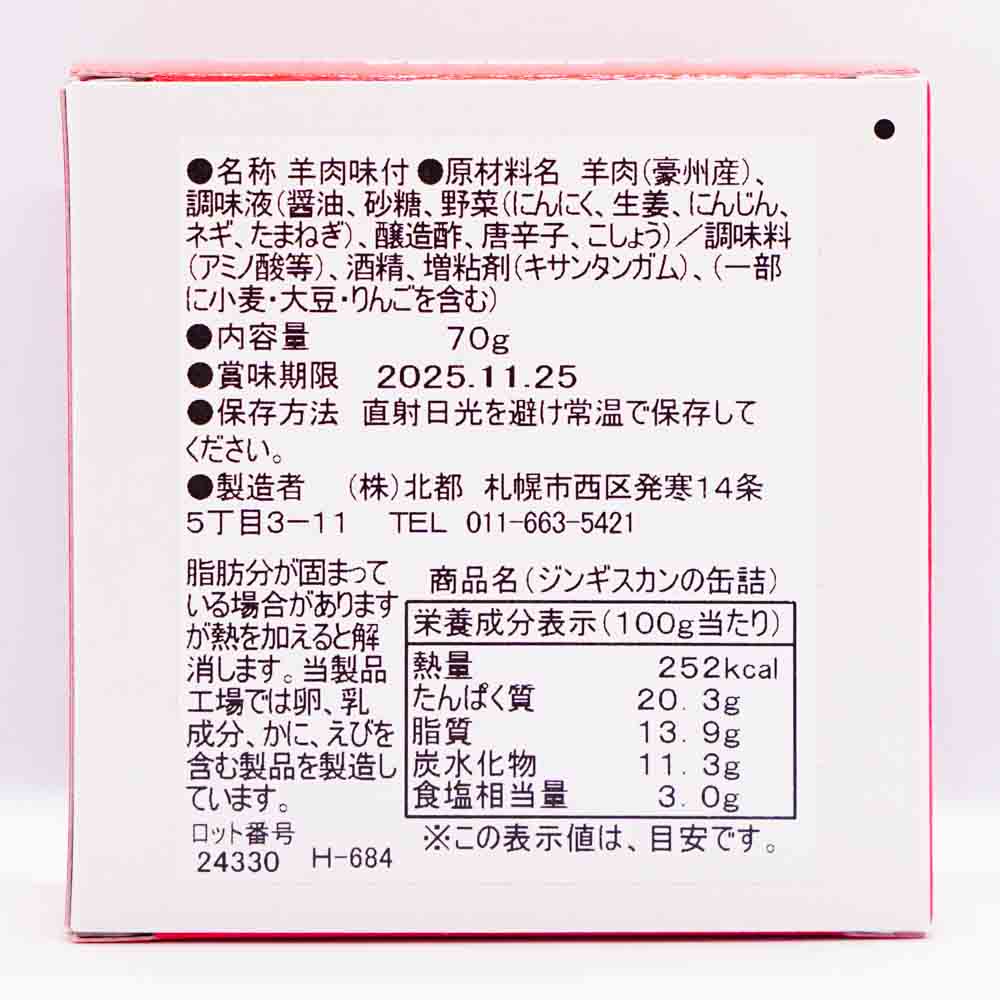 ●名称 羊肉味付 ●原材料名 羊肉(豪州産)、
調味液(醤油、砂糖、野菜(にんにく、生姜、にんじん、
ネギ、たまねぎ)、醸造酢、唐辛子、こしょう)／調味料
(アミノ酸等)、酒精、増粘剤(キサンタンガム)、(一部
に小麦・大豆・りんごを含む)
●内容量 70g
●賞味期限 2025.11.25
●保存方法 直射日光を避け常温で保存して
ください。
●製造者 (株)北都 札幌市西区発寒14条
5丁目3－11 TEL 011-663-5421
脂肪分が固まって
いる場合があります
が熱を加えると解
消します。当製品
工場では卵、乳
成分、かに、えびを
含む製品を製造し
ています。
ロット番号
24330 H-684
商品名(ジンギスカンの缶詰)
栄養成分表示(100g当たり)
熱量 252kcal
たんぱく質 20.3g
脂質 13.9g
炭水化物 11.3g
食塩相当量 3.0g
※この表示値は、目安です。